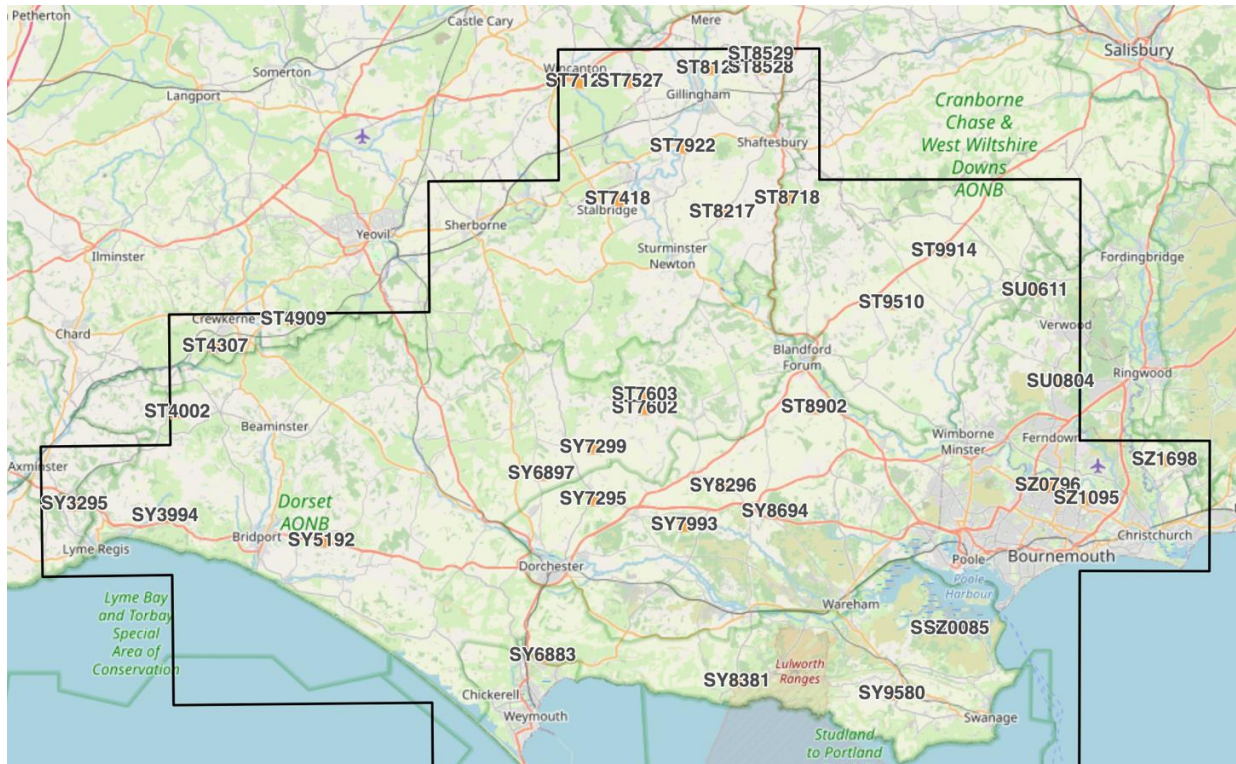 Petherton
Castle Cary
Mere
Salisbury
Somerton
Langport
Wincanton
ST8529
ST812
ST8528
ST712
ST7527
Gillingham
Cranborne
Chase &
West Wiltshire
Downs
AONB
ST7922
Shaftesbury
ST7418
Stalbridge
ST8217
ST8718
Sherborne
Yeovil
Ilminster
Sturminster
Newton
ST9914
Fordingbridge
SU0611
ST9510
Verwood
Chard
Crewkerne
ST4909
ST4307
Blandford
Forum
Ringwood
SU0804
ST7603
ST7602
ST8902
ST4002
Beaminster
Wimborne
Minster
Ferndown
SY7299
SZ1698
Axminster
SY6897
SY8296
SZ0796
SZ1095
SY3295
SY3994
Dorset
AONB
SY7295
SY8694
SY7993
Lyme Regis
Bridport
SY5192
Christchurch
Dorchester
Poole
Bournemouth
Poole
Harbour
Lyme Bay
and Torbay
Special
Area of
Conservation
Wareham
SSZ0085
SY6883
SY8381
Lulworth
Ranges
SY9580
Chickerell
Weymouth
Swanage
Studland
to Portland